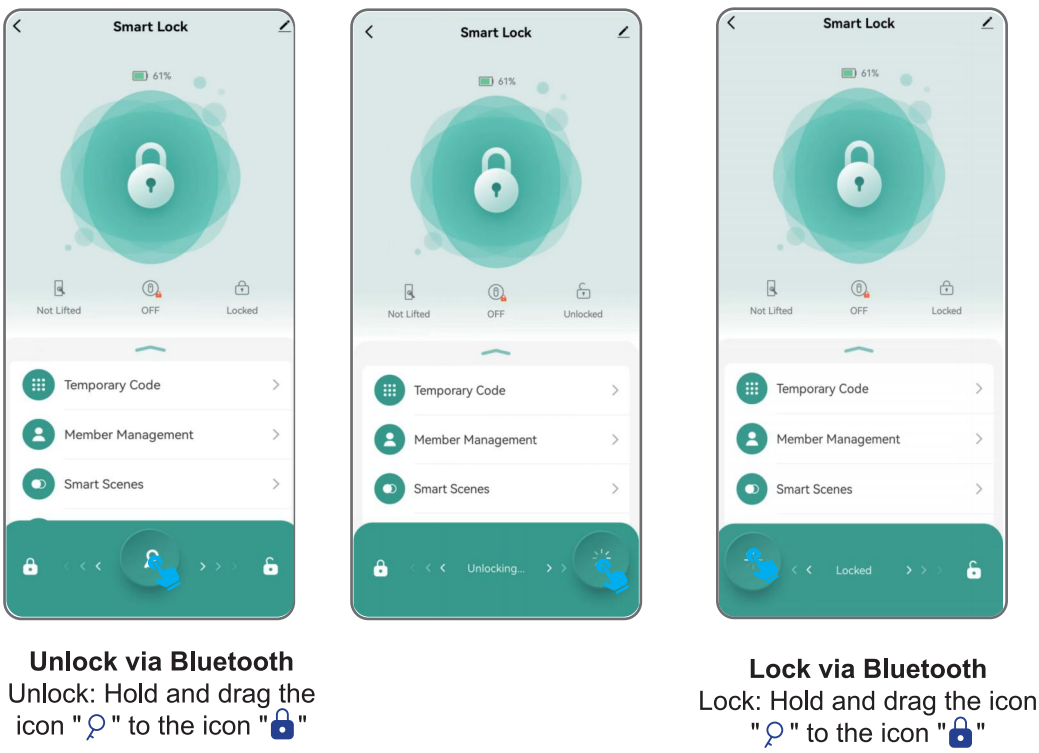 Smart Lock
61%
Not Lifted OFF Locked
Temporary Code
Member Management
Smart Scenes
Smart Lock
61%
Not Lifted OFF Unlocked
Temporary Code
Member Management
Smart Scenes
Unlocking...
Smart Lock
61%
Not Lifted OFF Locked
Temporary Code
Member Management
Smart Scenes
Locked
Unlock via Bluetooth
Unlock: Hold and drag the
icon " " to the icon " "
Lock via Bluetooth
Lock: Hold and drag the icon
" " to the icon " "